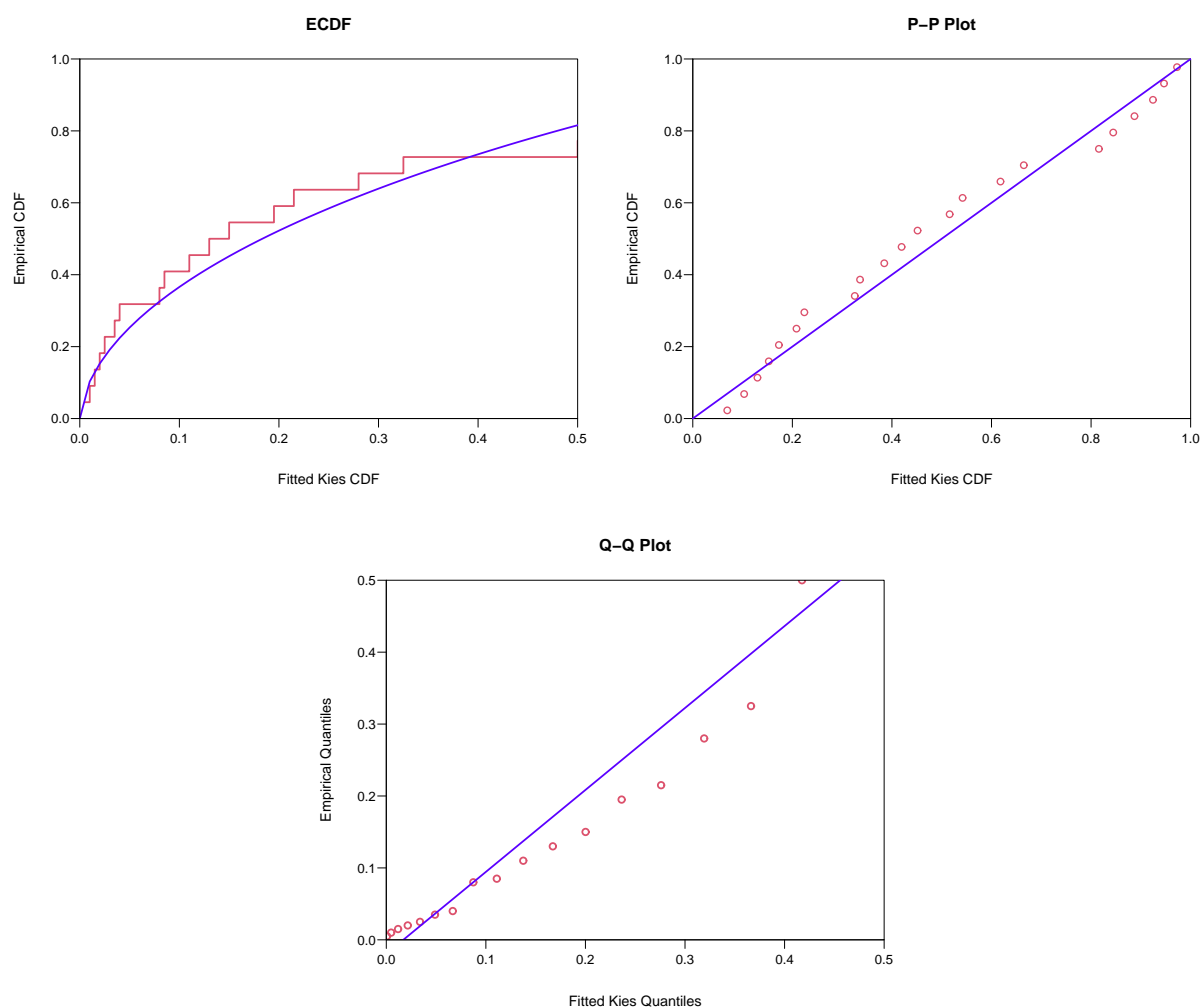 ECDF
1.0
0.8
0.6
0.4
0.2
0.0
Empirical CDF
0.0 0.1 0.2 0.3 0.4 0.5
Fitted Kies CDF
P–P Plot
1.0
0.8
0.6
0.4
0.2
0.0
Empirical CDF
0.0 0.2 0.4 0.6 0.8 1.0
Fitted Kies CDF
Q–Q Plot
0.5
0.4
0.3
0.2
0.1
0.0
Empirical Quantiles
0.0 0.1 0.2 0.3 0.4 0.5
Fitted Kies Quantiles